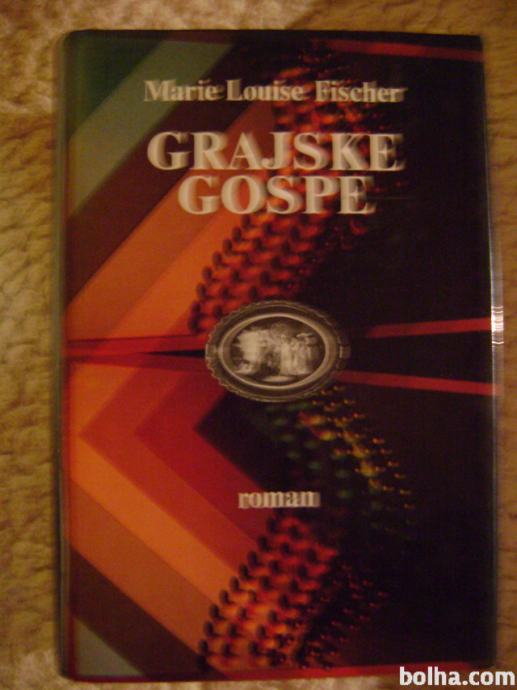 Marie Louise Fischer
GRAJSKE
GOSPE
roman
bolha.com